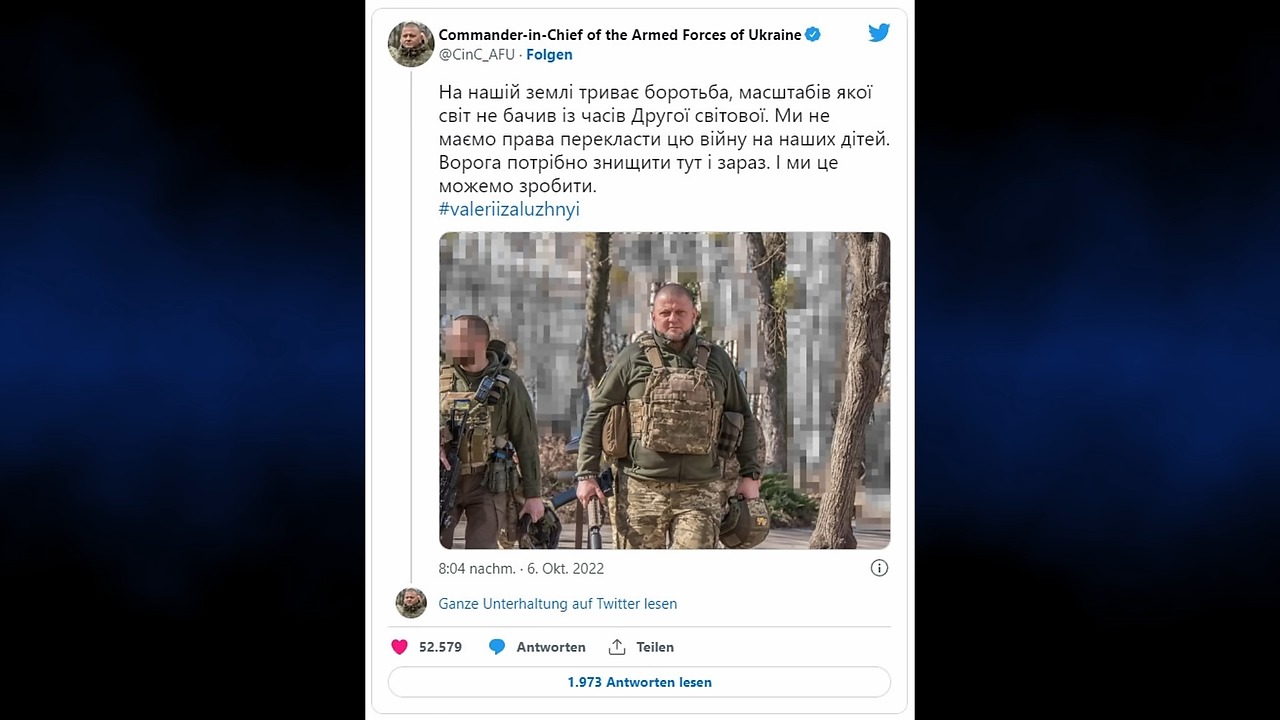 Commander-in-Chief of the Armed Forces of Ukraine
@CinC_AFU · Folgen
На нашій землі триває боротьба, масштабів якої
світ не бачив із часів Другої світової. Ми не
маємо права перекласти цю війну на наших дітей.
Ворога потрібно знищити тут і зараз. І ми це
можемо зробити.
#valeriizaluzhnyi
8:04 nachm. · 6. Okt. 2022
Ganze Unterhaltung auf Twitter lesen
52.579 Antworten Teilen
1.973 Antworten lesen